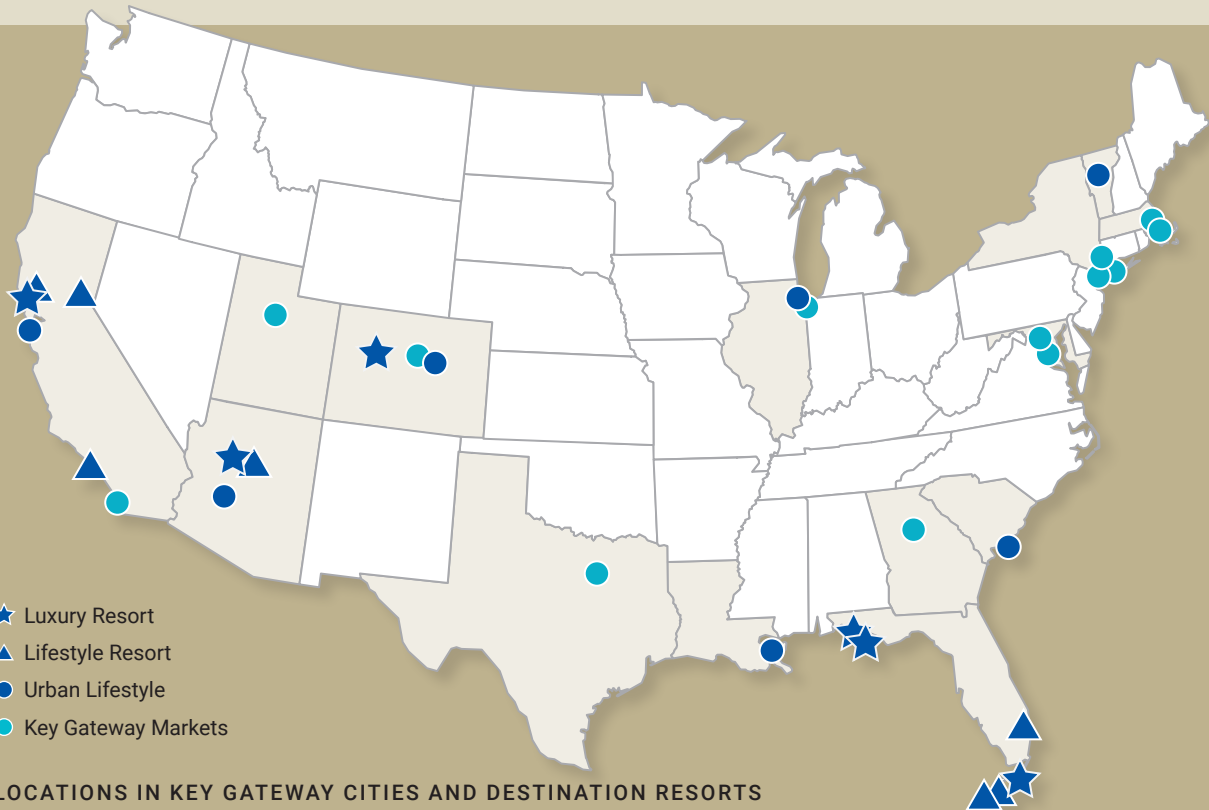 Luxury Resort
Lifestyle Resort
Urban Lifestyle
Key Gateway Markets
LOCATIONS IN KEY GATEWAY CITIES AND DESTINATION RESORTS